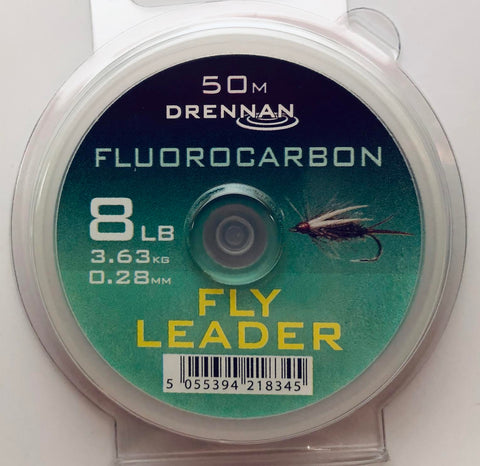 50M
DRENNAN
FLUOROCARBON
8LB
3.63KG
0.28MM
FLY
LEADER
5 055394 218345